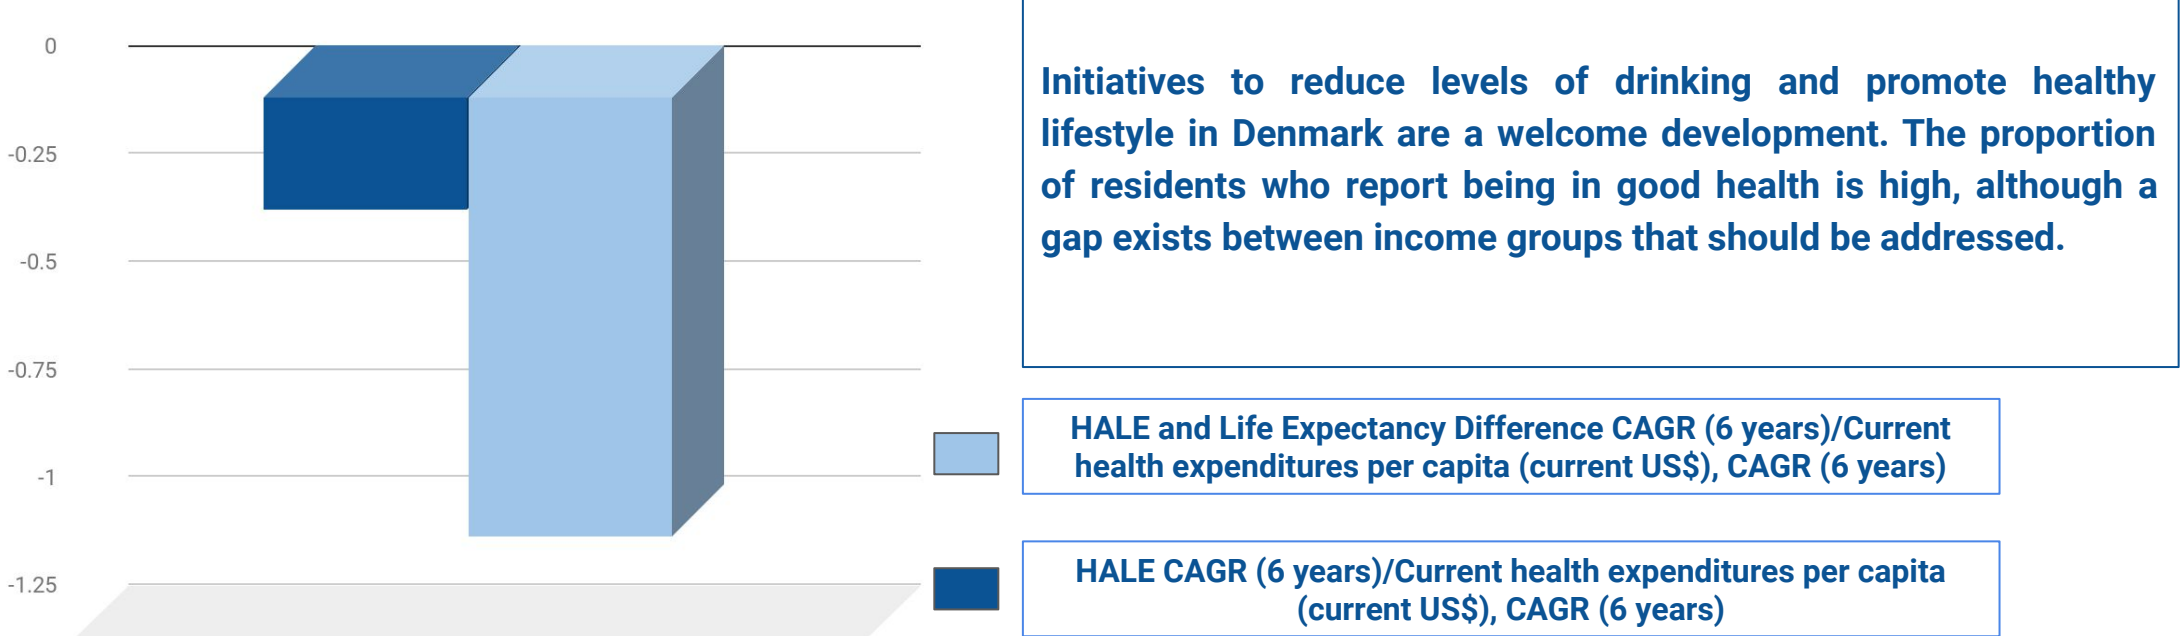 0
-0.25
-0.5
-0.75
-1
-1.25
Initiatives to reduce levels of drinking and promote healthy
lifestyle in Denmark are a welcome development. The proportion
of residents who report being in good health is high, although a
gap exists between income groups that should be addressed.
HALE and Life Expectancy Difference CAGR (6 years)/Current
health expenditures per capita (current US$), CAGR (6 years)
HALE CAGR (6 years)/Current health expenditures per capita
(current US$), CAGR (6 years)